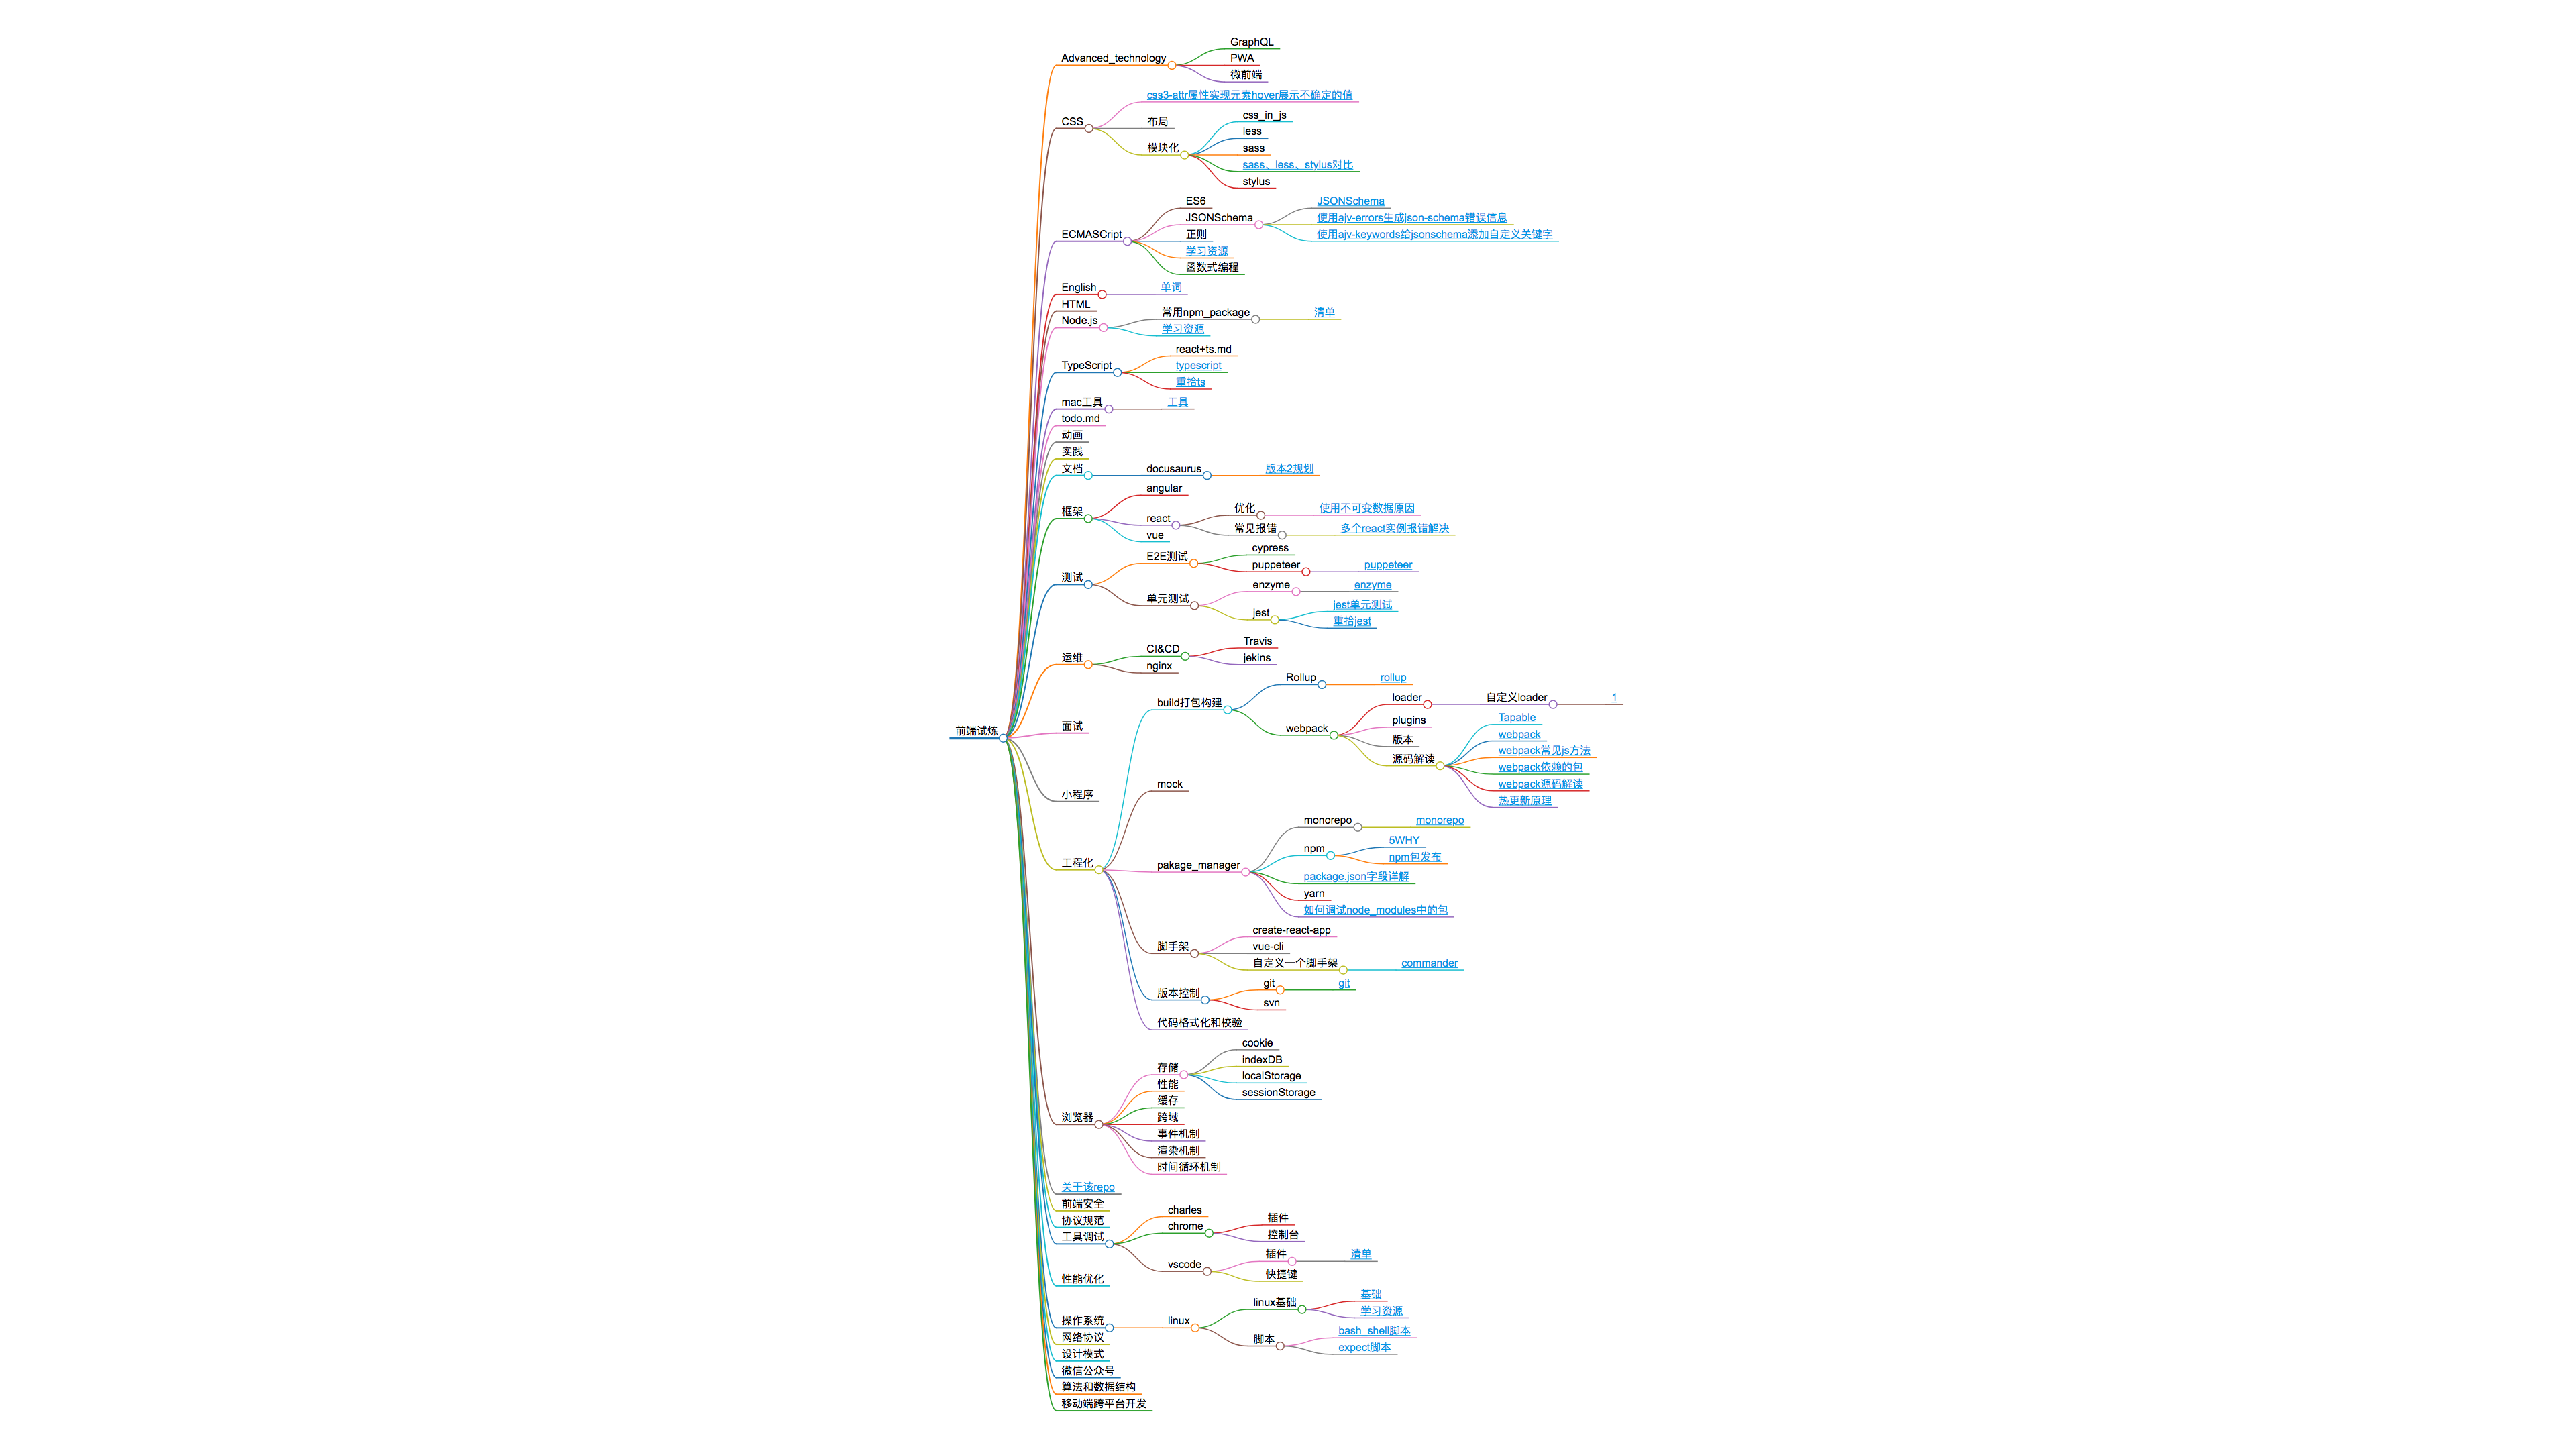 GraphQL
Advanced_technology
PWA
微前端
css3-attr属性实现元素hover展示不确定的值
CSS
布局
css_in_js
less
模块化
sass
sass、less、stylus对比
stylus
ES6
JSONSchema
JSONSchema
使用ajv-errors生成json-schema错误信息
ECMASCript
正则
使用ajv-keywords给jsonschema添加自定义关键字
学习资源
函数式编程
English
单词
HTML
Node.js
常用npm_package
清单
学习资源
react+ts.md
TypeScript
typescript
重拾ts
mac工具
工具
todo.md
动画
实践
文档
docusaurus
版本2规划
angular
框架
react
优化
使用不可变数据原因
常见报错
多个react实例报错解决
vue
测试
E2E测试
cypress
puppeteer
puppeteer
单元测试
enzyme
enzyme
jest
jest单元测试
重拾jest
运维
CI&CD
Travis
jekins
nginx
前端试炼
面试
小程序
工程化
build打包构建
Rollup
rollup
webpack
loader
自定义loader
1
plugins
版本
源码解读
Tapable
webpack
webpack常见js方法
webpack依赖的包
webpack源码解读
热更新原理
mock
pakage_manager
monorepo
monorepo
npm
5WHY
npm包发布
package.json字段详解
yarn
如何调试node_modules中的包
脚手架
create-react-app
vue-cli
自定义一个脚手架
commander
版本控制
git
git
svn
代码格式化和校验
浏览器
存储
cookie
indexDB
localStorage
sessionStorage
性能
缓存
跨域
事件机制
渲染机制
时间循环机制
关于该repo
前端安全
协议规范
工具调试
charles
chrome
插件
控制台
vscode
插件
清单
快捷键
性能优化
操作系统
linux
linux基础
基础
学习资源
脚本
bash_shell脚本
expect脚本
网络协议
设计模式
微信公众号
算法和数据结构
移动端跨平台开发